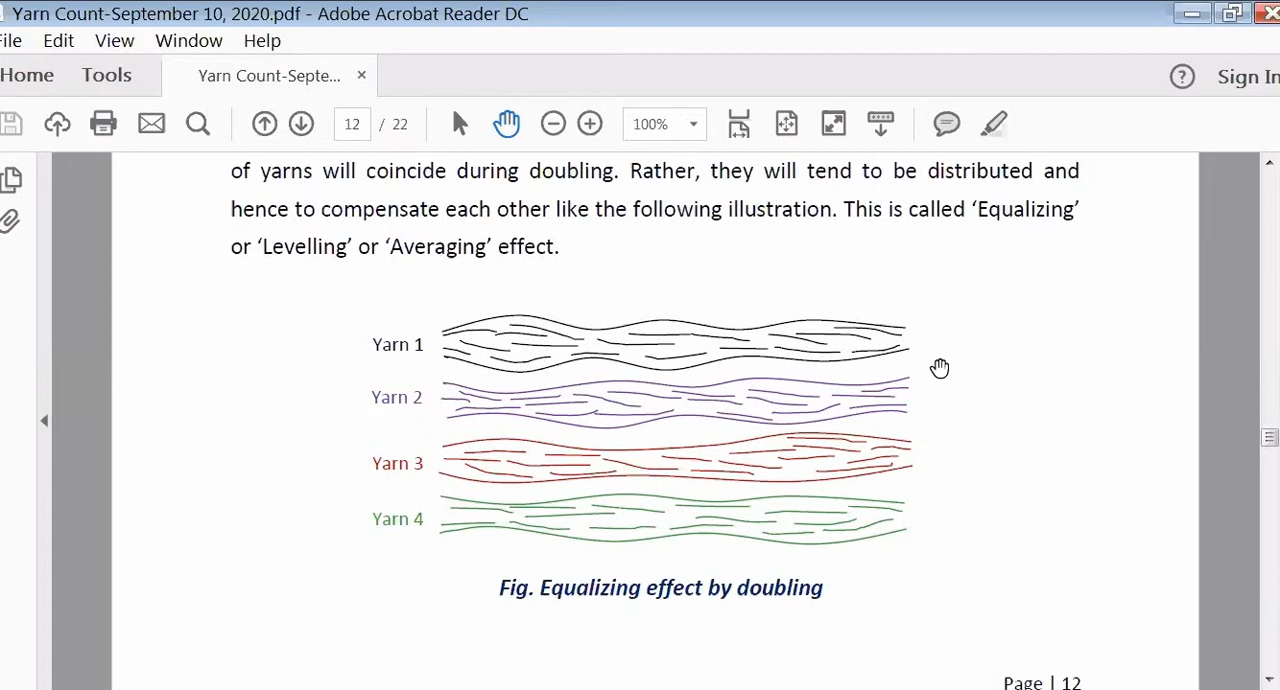 Yarn Count-September 10, 2020.pdf - Adobe Acrobat Reader DC
File Edit View Window Help
Home Tools Yarn Count-Septe... × ? Sign In
12 / 22 100%
of yarns will coincide during doubling. Rather, they will tend to be distributed and
hence to compensate each other like the following illustration. This is called ‘Equalizing’
or ‘Levelling’ or ‘Averaging’ effect.
Yarn 1
Yarn 2
Yarn 3
Yarn 4
Fig. Equalizing effect by doubling
Page | 12